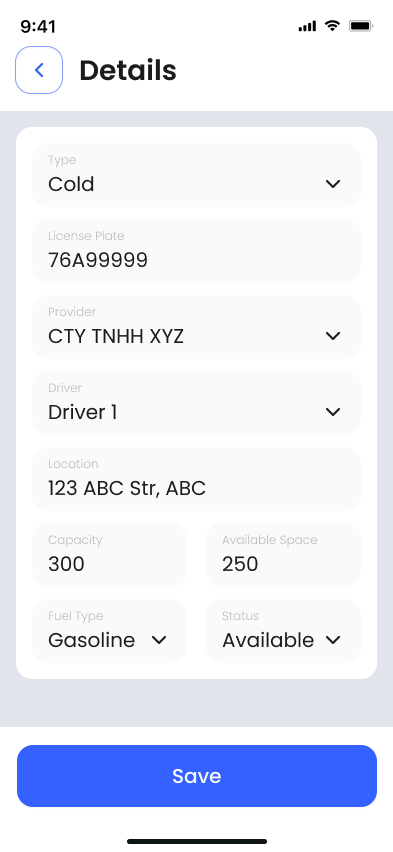 9:41
Details
Type
Cold
License Plate
76A99999
Provider
CTY TNHH XYZ
Driver
Driver 1
Location
123 ABC Str, ABC
Capacity
300
Available Space
250
Fuel Type
Gasoline
Status
Available
Save